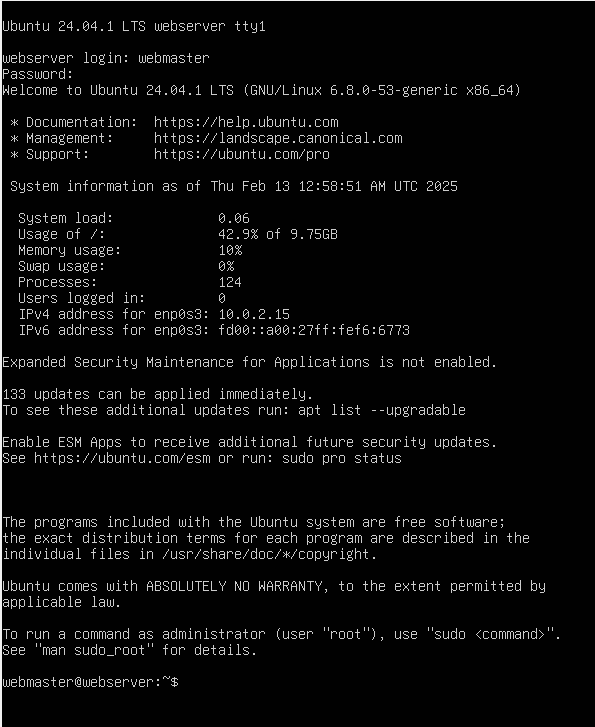 Ubuntu 24.04.1 LTS webserver tty1
webserver login: webmaster
Password:
Welcome to Ubuntu 24.04.1 LTS (GNU/Linux 6.8.0-53-generic x86_64)
* Documentation:  https://help.ubuntu.com
* Management:     https://landscape.canonical.com
* Support:        https://ubuntu.com/pro
System information as of Thu Feb 13 12:58:51 AM UTC 2025
System load:             0.06
Usage of /:              42.9% of 9.75GB
Memory usage:            10%
Swap usage:              0%
Processes:               124
Users logged in:         0
IPv4 address for enp0s3: 10.0.2.15
IPv6 address for enp0s3: fd00::a00:27ff:fef6:6773
Expanded Security Maintenance for Applications is not enabled.
133 updates can be applied immediately.
To see these additional updates run: apt list --upgradable
Enable ESM Apps to receive additional future security updates.
See https://ubuntu.com/esm or run: sudo pro status
The programs included with the Ubuntu system are free software;
the exact distribution terms for each program are described in the
individual files in /usr/share/doc/*/copyright.
Ubuntu comes with ABSOLUTELY NO WARRANTY, to the extent permitted by
applicable law.
To run a command as administrator (user "root"), use "sudo <command>".
See "man sudo_root" for details.
webmaster@webserver:~$